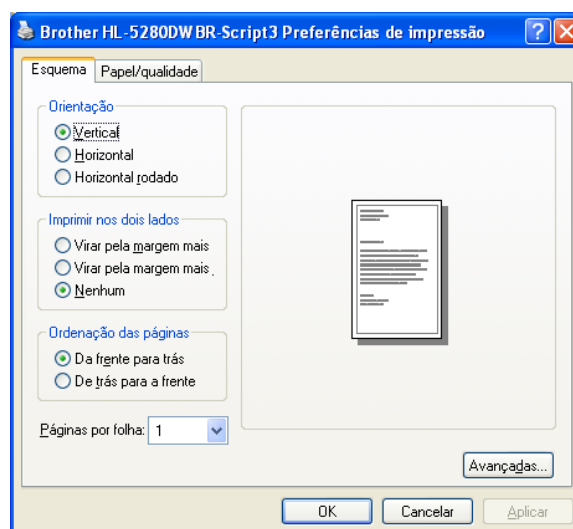 Brother HL-5280DW BR-Script3 Preferências de impressão
Esquema
Papel/qualidade
Orientação
Vertical
Horizontal
Horizontal rodado
Imprimir nos dois lados
Virar pela margem mais
Virar pela margem mais
Nenhum
Ordenação das páginas
Da frente para trás
De trás para a frente
Páginas por folha: 1
Avançadas...
OK
Cancelar
Aplicar